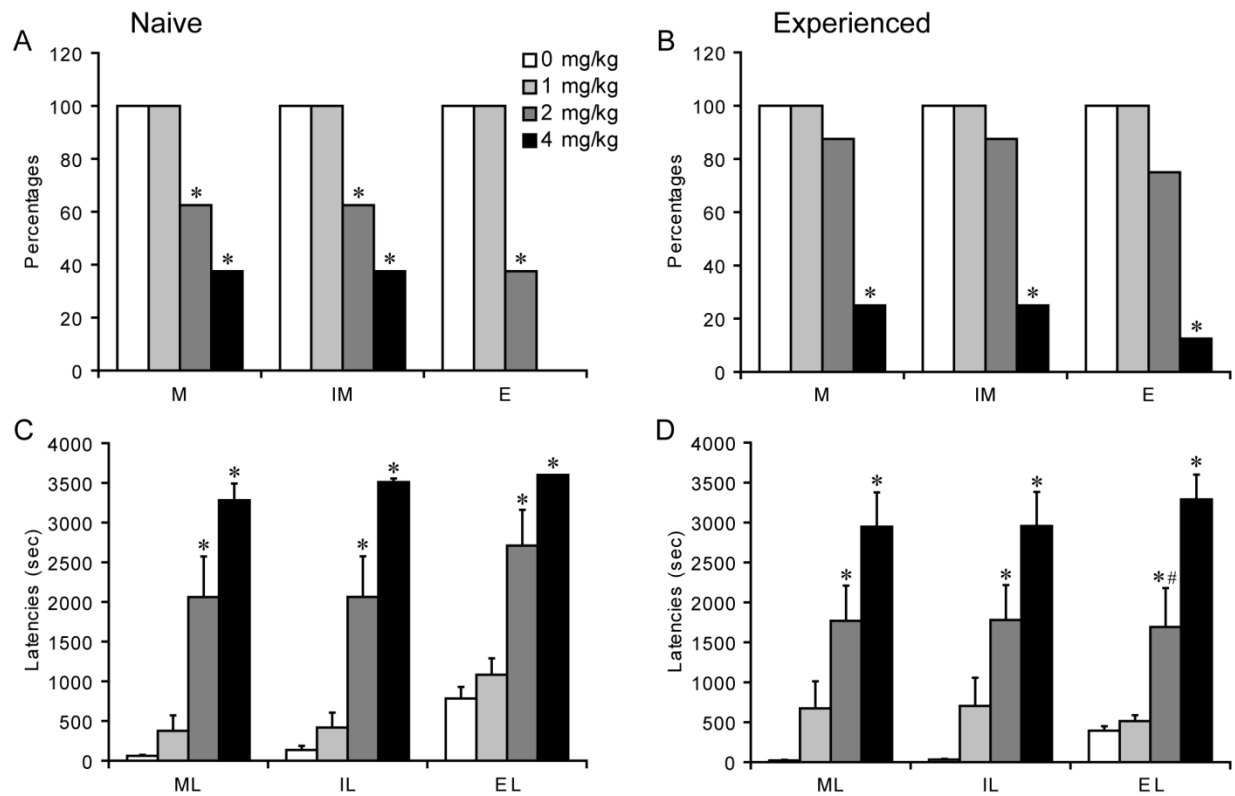 Naive
Experienced
A
Percentages
120
100
80
60
40
20
0
0 mg/kg
1 mg/kg
2 mg/kg
4 mg/kg
* * * * *
M IM E
B
Percentages
120
100
80
60
40
20
0
* * *
M IM E
C
Latencies (sec)
4000
3500
3000
2500
2000
1500
1000
500
0
* * * * * *
ML IL EL
D
Latencies (sec)
4000
3500
3000
2500
2000
1500
1000
500
0
* * * * *# *
ML IL EL